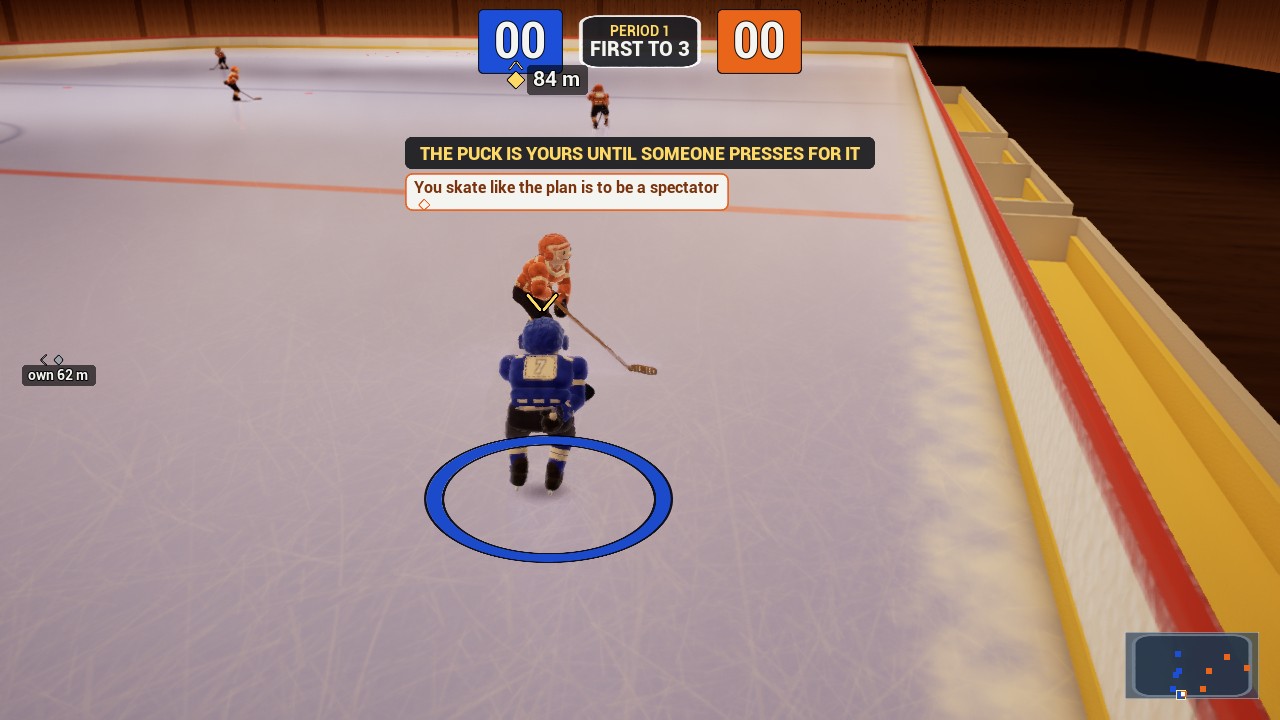 00
PERIOD 1
FIRST TO 3
00
84 m
THE PUCK IS YOURS UNTIL SOMEONE PRESSES FOR IT
You skate like the plan is to be a spectator
7
own 62 m